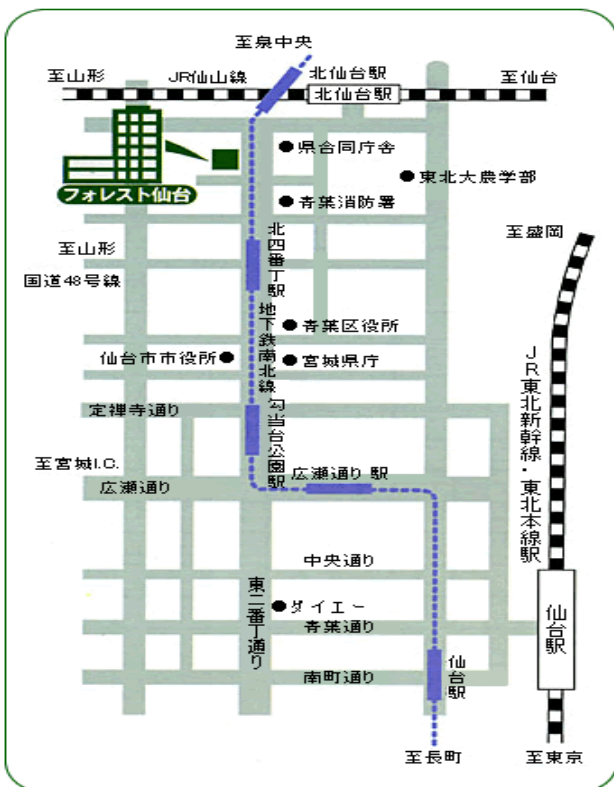 至泉中央
至山形
JR仙山線
北仙台駅
至仙台
北仙台駅
県合同庁舎
東北大農学部
フォレスト仙台
青葉消防署
至盛岡
至山形
北四番丁駅
国道48号線
地下鉄南北線
青葉区役所
仙台市市役所
宮城県庁
JR東北新幹線・東北本線駅
定禅寺通り
勾当台公園駅
至宮城I.C.
広瀬通り 駅
広瀬通り
中央通り
東二番丁通り
ダイエー
仙台駅
青葉通り
仙台駅
南町通り
至長町
至東京